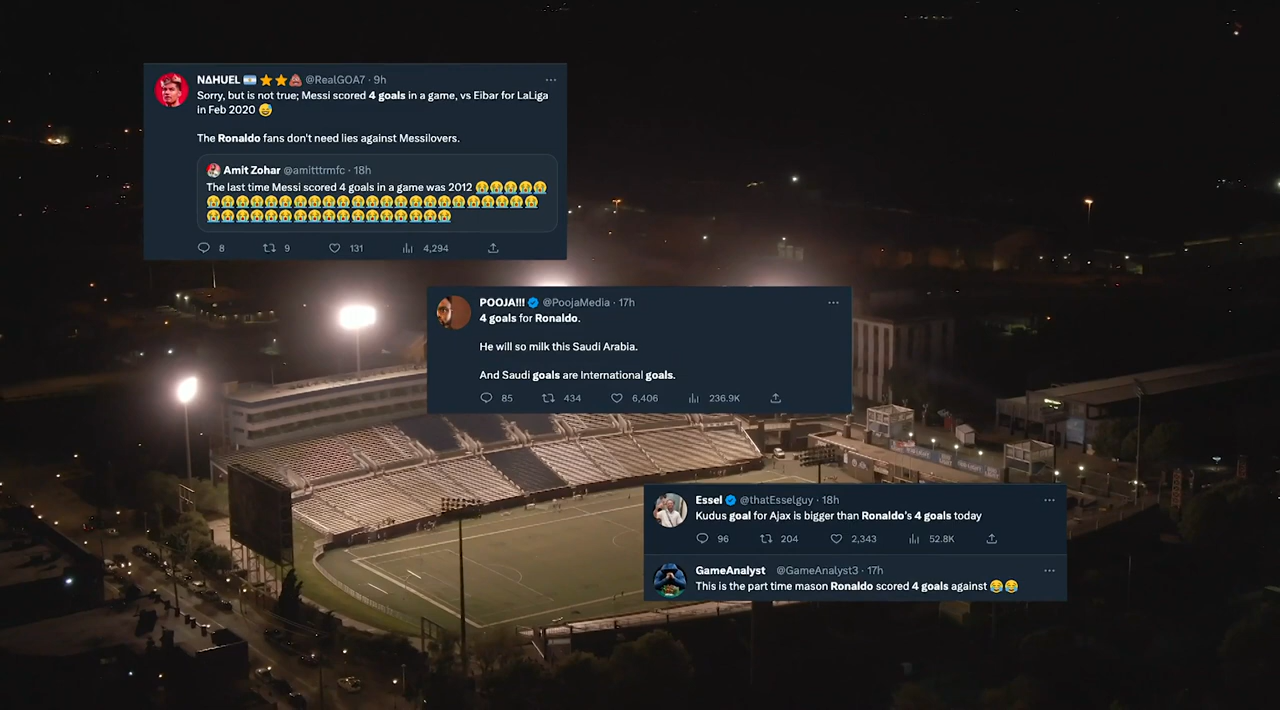 NΔHUEL 🇦🇷 ⭐⭐💩 @RealGOA7 · 9h
Sorry, but is not true; Messi scored 4 goals in a game, vs Eibar for LaLiga
in Feb 2020 😅
The Ronaldo fans don't need lies against Messilovers.
Amit Zohar @amitttrmfc · 18h
The last time Messi scored 4 goals in a game was 2012 😭😭😭😭😭
😭😭😭😭😭😭😭😭😭😭😭😭😭😭😭😭😭😭😭😭😭😭😭
😭😭😭😭😭😭😭😭😭😭😭😭😭😭😭😭😭
8 9 131 4,294
POOJA!!! @PoojaMedia · 17h
4 goals for Ronaldo.
He will so milk this Saudi Arabia.
And Saudi goals are International goals.
85 434 6,406 236.9K
Essel @thatEsselguy · 18h
Kudus goal for Ajax is bigger than Ronaldo's 4 goals today
96 204 2,343 52.8K
GameAnalyst @GameAnalyst3 · 17h
This is the part time mason Ronaldo scored 4 goals against 😂😂